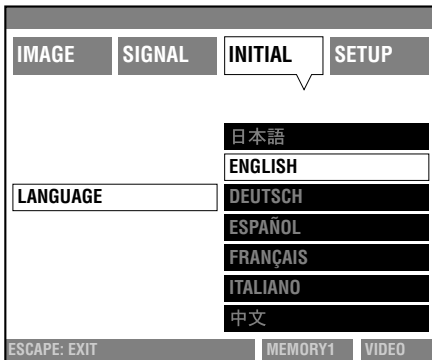 IMAGE SIGNAL INITIAL SETUP
日本語
ENGLISH
LANGUAGE DEUTSCH
ESPAÑOL
FRANÇAIS
ITALIANO
中文
ESCAPE: EXIT MEMORY1 VIDEO